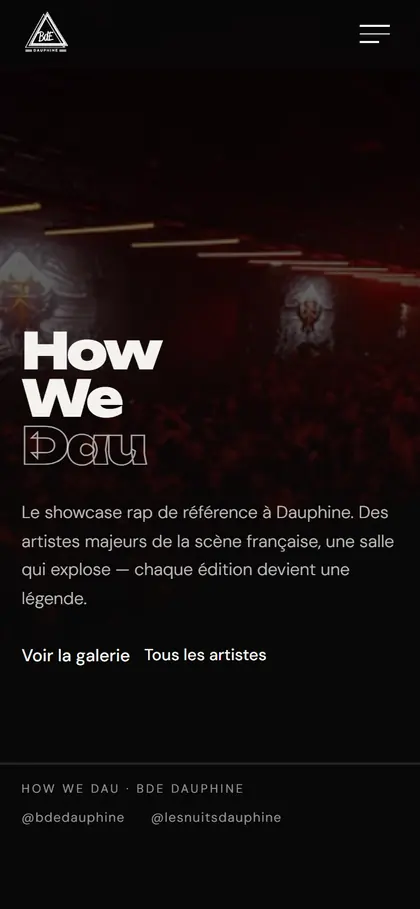 BdE
DAUPHINE
How
We
Dau
Le showcase rap de référence à Dauphine. Des
artistes majeurs de la scène française, une salle
qui explose — chaque édition devient une
légende.
Voir la galerie Tous les artistes
HOW WE DAU · BDE DAUPHINE
@bdedauphine @lesnuitsdauphine